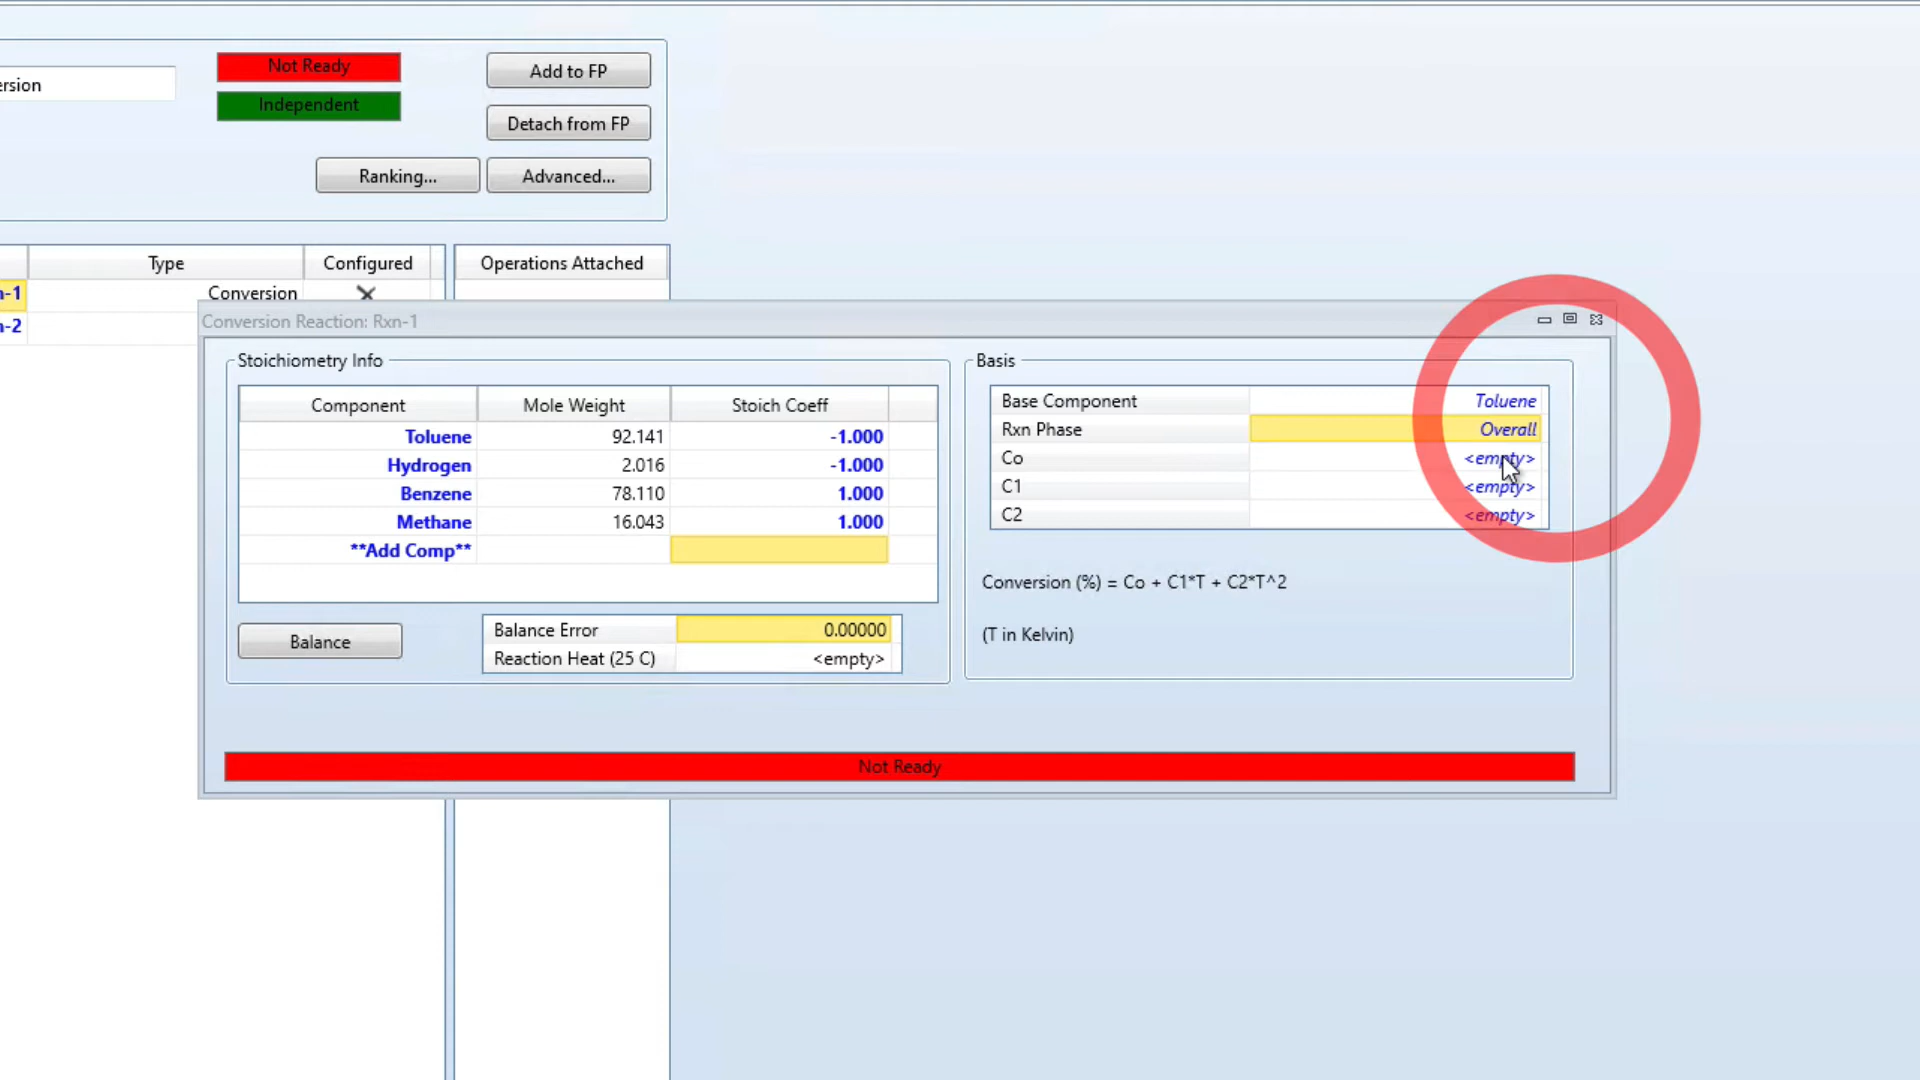 ersion
Not Ready
Independent
Add to FP
Detach from FP
Ranking...
Advanced...
Type
Configured
Operations Attached
n-1
Conversion
n-2
Conversion Reaction: Rxn-1
Stoichiometry Info
Component Mole Weight Stoich Coeff
Toluene 92.141 -1.000
Hydrogen 2.016 -1.000
Benzene 78.110 1.000
Methane 16.043 1.000
**Add Comp**
Balance
Balance Error 0.00000
Reaction Heat (25 C) <empty>
Basis
Base Component Toluene
Rxn Phase Overall
Co <empty>
C1 <empty>
C2 <empty>
Conversion (%) = Co + C1*T + C2*T^2
(T in Kelvin)
Not Ready